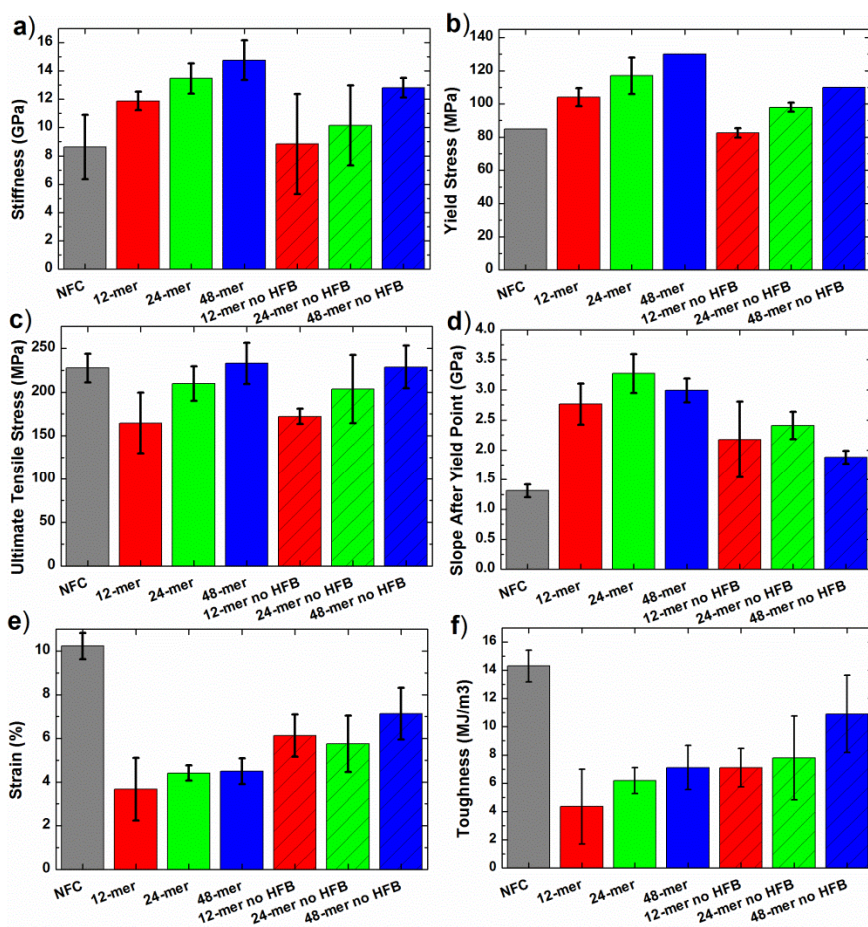 a)
Stiffness (GPa)
16
14
12
10
8
6
4
2
0
NFC
12-mer
24-mer
48-mer
12-mer no HFB
24-mer no HFB
48-mer no HFB
b)
Yield Stress (MPa)
140
120
100
80
60
40
20
0
NFC
12-mer
24-mer
48-mer
12-mer no HFB
24-mer no HFB
48-mer no HFB
c)
Ultimate Tensile Stress (MPa)
250
200
150
100
50
0
NFC
12-mer
24-mer
48-mer
12-mer no HFB
24-mer no HFB
48-mer no HFB
d)
Slope After Yield Point (GPa)
4.0
3.5
3.0
2.5
2.0
1.5
1.0
0.5
0.0
NFC
12-mer
24-mer
48-mer
12-mer no HFB
24-mer no HFB
48-mer no HFB
e)
Strain (%)
10
8
6
4
2
0
NFC
12-mer
24-mer
48-mer
12-mer no HFB
24-mer no HFB
48-mer no HFB
f)
Toughness (MJ/m3)
16
14
12
10
8
6
4
2
0
NFC
12-mer
24-mer
48-mer
12-mer no HFB
24-mer no HFB
48-mer no HFB